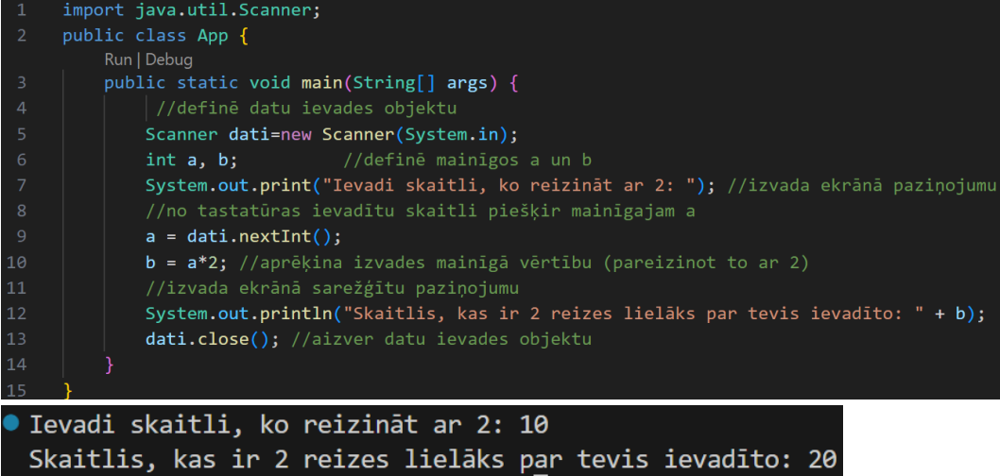 1 import java.util.Scanner;
2 public class App {
Run | Debug
3 public static void main(String[] args) {
4 //definē datu ievades objektu
5 Scanner dati=new Scanner(System.in);
6 int a, b; //definē mainīgos a un b
7 System.out.print("Ievadi skaitli, ko reizināt ar 2: "); //izvada ekrānā paziņojumu
8 //no tastatūras ievadītu skaitli piešķir mainīgajam a
9 a = dati.nextInt();
10 b = a*2; //aprēķina izvades mainīgā vērtību (pareizinot to ar 2)
11 //izvada ekrānā sarežģītu paziņojumu
12 System.out.println("Skaitlis, kas ir 2 reizes lielāks par tevis ievadīto: " + b);
13 dati.close(); //aizver datu ievades objektu
14 }
15 }
Ievadi skaitli, ko reizināt ar 2: 10
Skaitlis, kas ir 2 reizes lielāks par tevis ievadīto: 20